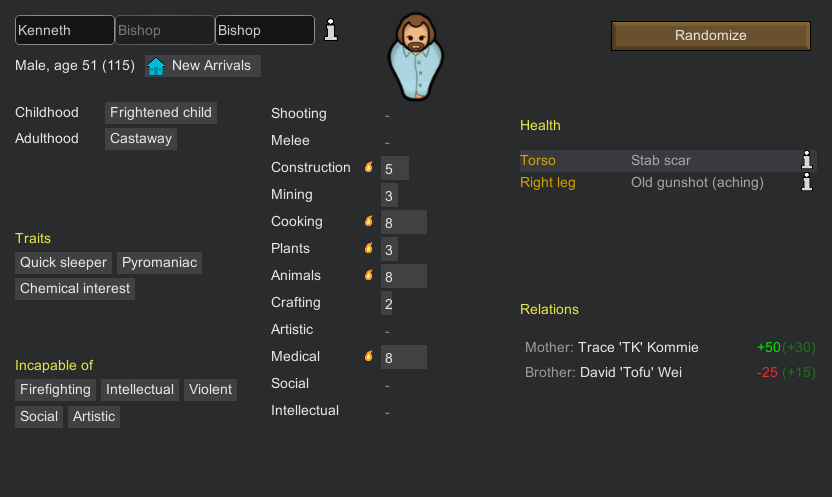 Kenneth Bishop Bishop
Randomize
Male, age 51 (115) New Arrivals
Childhood Frightened child
Adulthood Castaway
Traits
Quick sleeper Pyromaniac
Chemical interest
Incapable of
Firefighting Intellectual Violent
Social Artistic
Shooting -
Melee -
Construction 5
Mining 3
Cooking 8
Plants 3
Animals 8
Crafting 2
Artistic -
Medical 8
Social -
Intellectual -
Health
Torso Stab scar
Right leg Old gunshot (aching)
Relations
Mother: Trace 'TK' Kommie +50 (+30)
Brother: David 'Tofu' Wei -25 (+15)